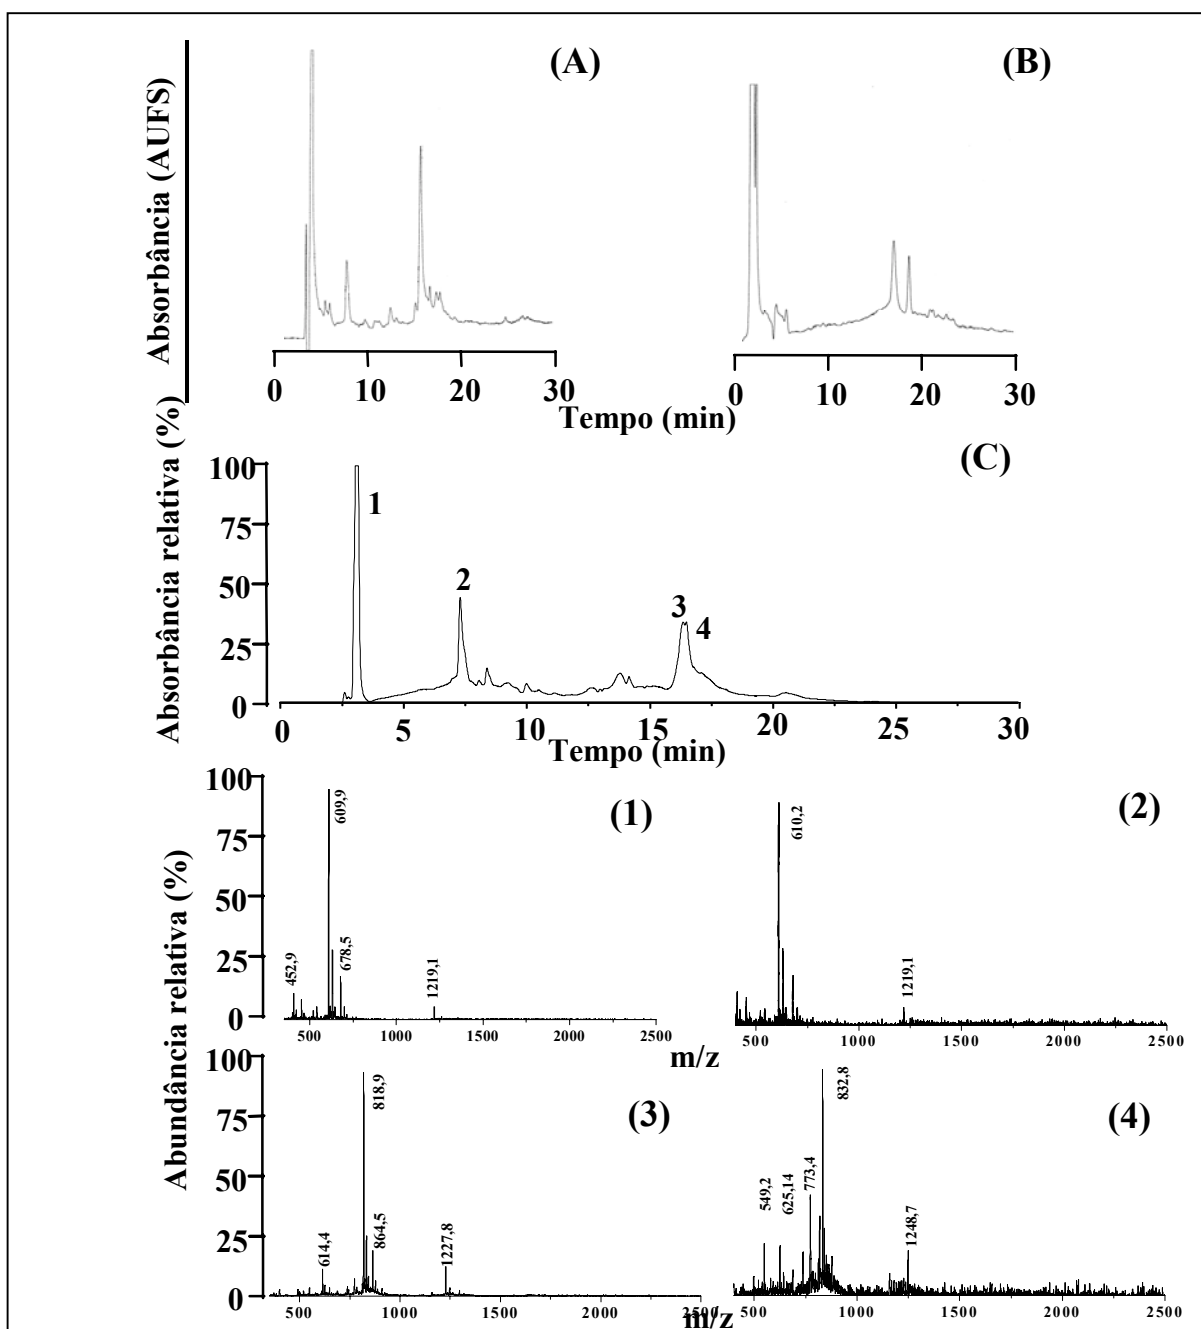 (A)
(B)
Absorbância (AUFS)
0 10 20 30
0 10 20 30
Tempo (min)
(C)
Absorbância relativa (%)
100
75
50
25
0
1
2
3
4
0 5 10 15 20 25 30
Tempo (min)
Abundância relativa (%)
100
75
50
25
0
(1)
452,9
609,9
678,5
1219,1
500 1000 1500 2000 2500
(2)
610,2
1219,1
500 1000 1500 2000 2500
m/z
100
75
50
25
0
(3)
614,4
818,9
864,5
1227,8
500 1000 1500 2000 2500
(4)
549,2
625,14
773,4
832,8
1248,7
500 1000 1500 2000 2500
m/z